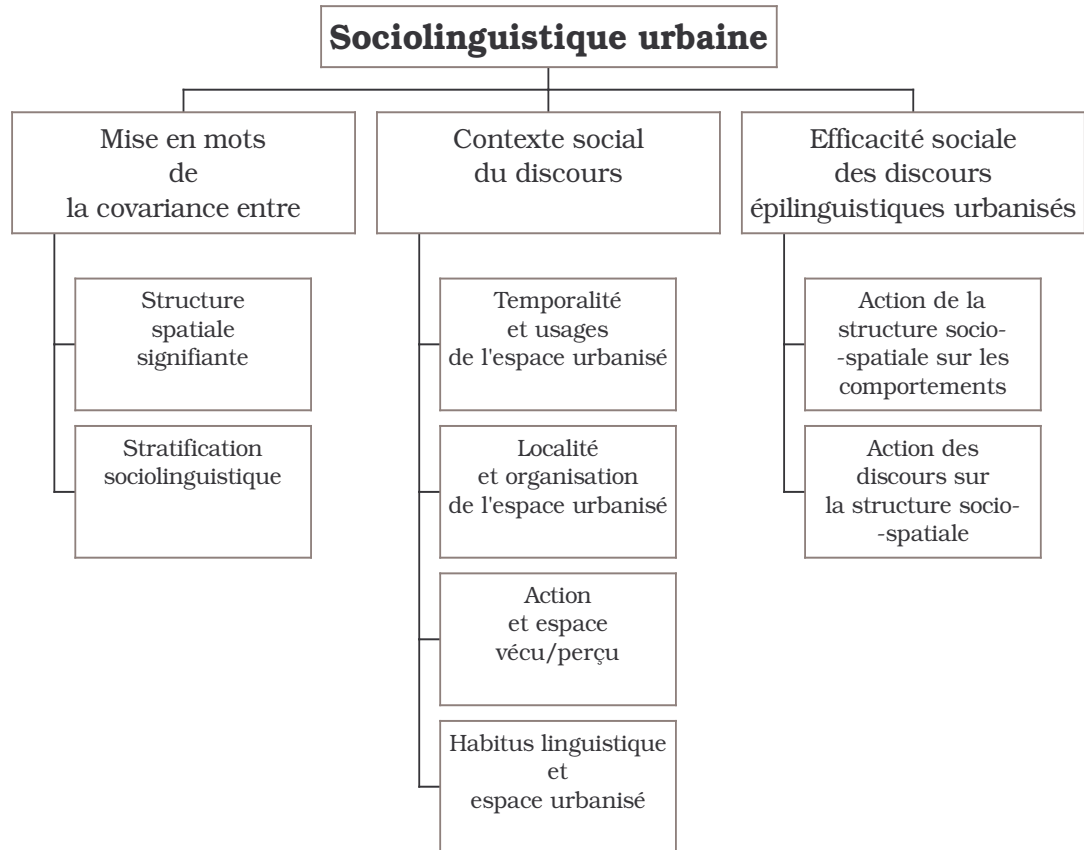 Sociolinguistique urbaine
Mise en mots
de
la covariance entre
Structure
spatiale
signifiante
Stratification
sociolinguistique
Contexte social
du discours
Temporalité
et usages
de l'espace urbanisé
Localité
et organisation
de l'espace urbanisé
Action
et espace
vécu/perçu
Habitus linguistique
et
espace urbanisé
Efficacité sociale
des discours
épilinguistiques urbanisés
Action de la
structure socio-
-spatiale sur les
comportements
Action des
discours sur
la structure socio-
-spatiale